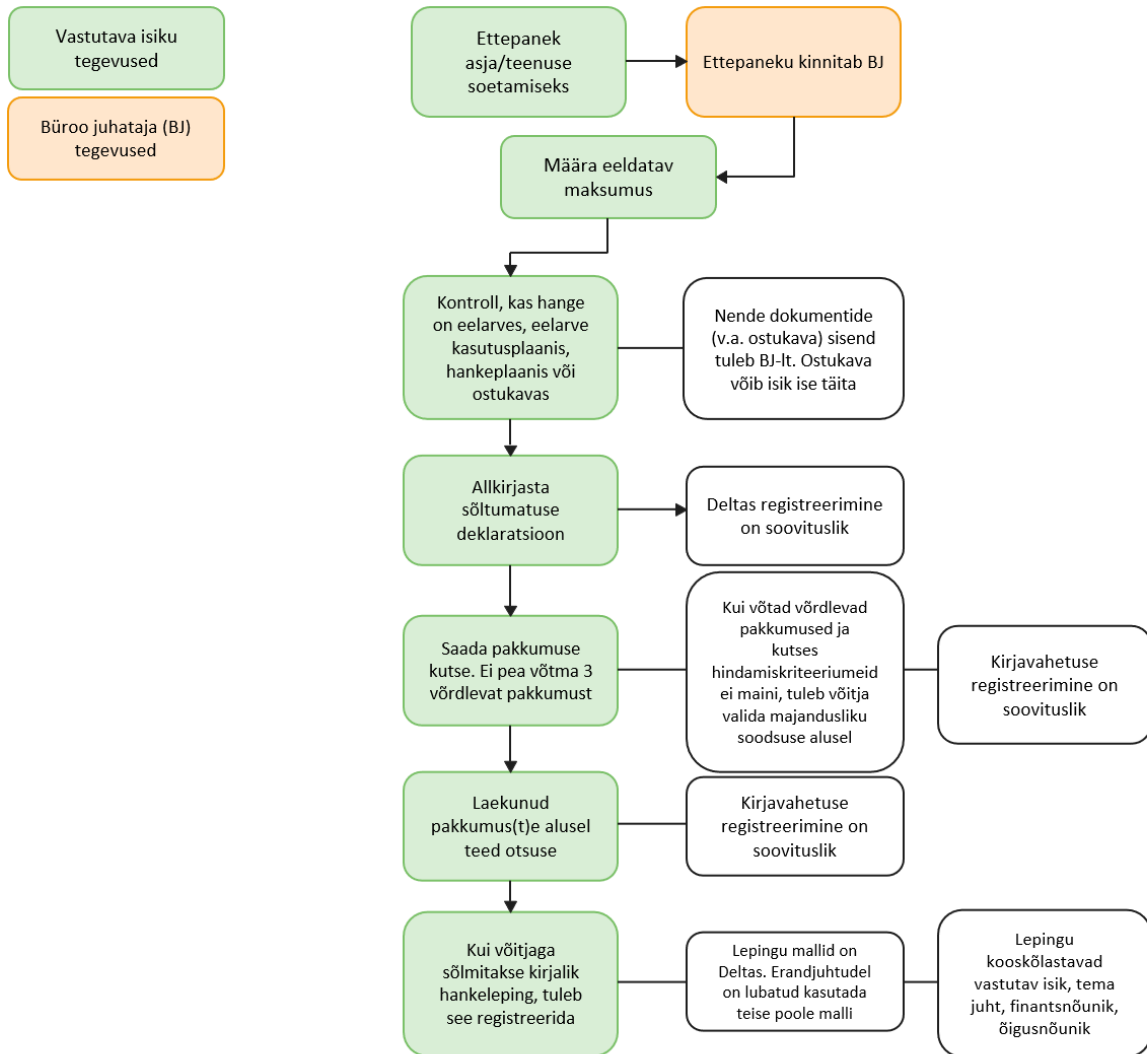 Vastutava isiku
tegevused
Büroo juhataja (BJ)
tegevused
Ettepanek
asja/teenuse
soetamiseks
Ettepaneku kinnitab BJ
Määra eeldatav
maksumus
Kontroll, kas hange
on eelarves, eelarve
kasutusplaanis,
hankeplaanis või
ostukavas
Nende dokumentide
(v.a. ostukava) sisend
tuleb BJ-lt. Ostukava
võib isik ise täita
Allkirjasta
sõltumatuse
deklaratsioon
Deltas registreerimine
on soovituslik
Saada pakkumuse
kutse. Ei pea võtma 3
võrdlevat pakkumust
Kui võtad võrdlevad
pakkumused ja
kutses
hindamiskriteeriumeid
ei maini, tuleb võitja
valida majandusliku
soodsuse alusel
Kirjavahetuse
registreerimine on
soovituslik
Laekunud
pakkumus(t)e alusel
teed otsuse
Kirjavahetuse
registreerimine on
soovituslik
Kui võitjaga
sõlmitakse kirjalik
hankeleping, tuleb
see registreerida
Lepingu mallid on
Deltas. Erandjuhtudel
on lubatud kasutada
teise poole malli
Lepingu
kooskõlastavad
vastutav isik, tema
juht, finantsnõunik,
õigusnõunik